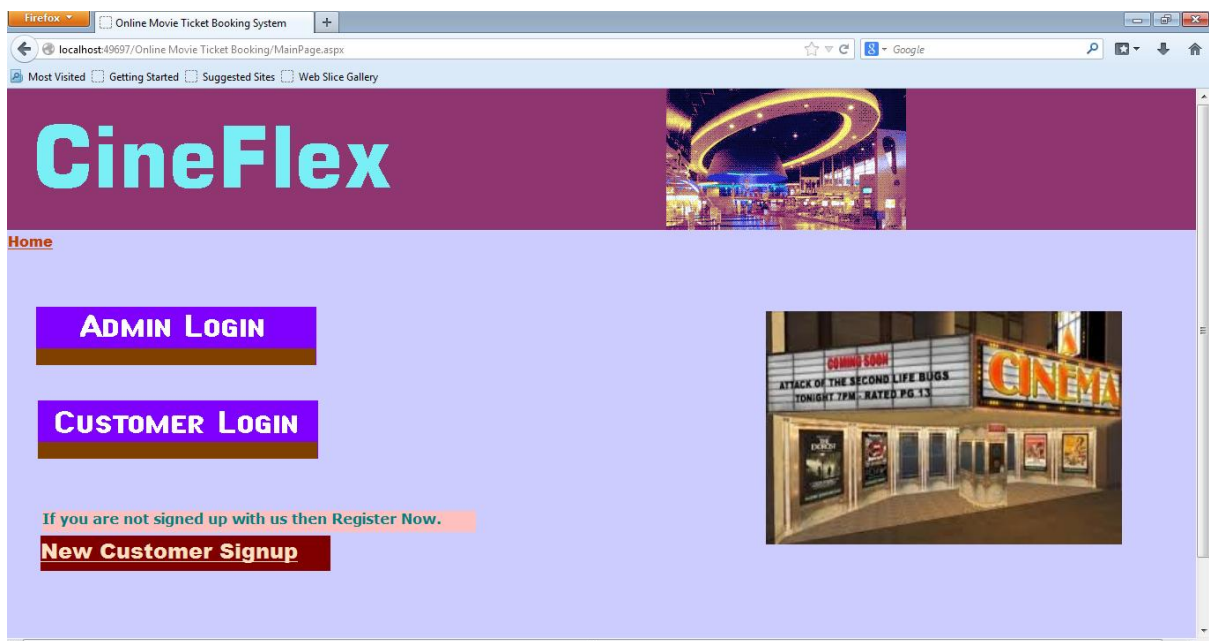 Firefox
Online Movie Ticket Booking System
+
localhost:49697/Online Movie Ticket Booking/MainPage.aspx
8 Google
Most Visited Getting Started Suggested Sites Web Slice Gallery
CineFlex
Home
ADMIN LOGIN
COMING SOON
ATTACK OF THE SECOND LIFE BUGS
TONIGHT 7PM - RATED PG 13
CINEMA
THE EXORCIST
CUSTOMER LOGIN
If you are not signed up with us then Register Now.
New Customer Signup